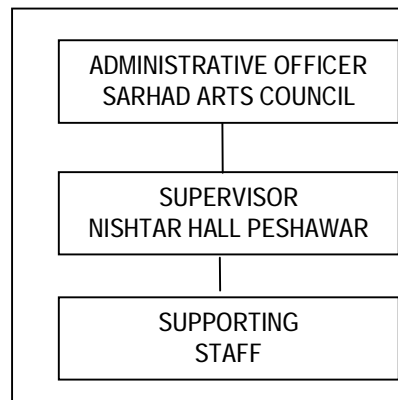 ADMINISTRATIVE OFFICER
SARHAD ARTS COUNCIL
SUPERVISOR
NISHTAR HALL PESHAWAR
SUPPORTING
STAFF